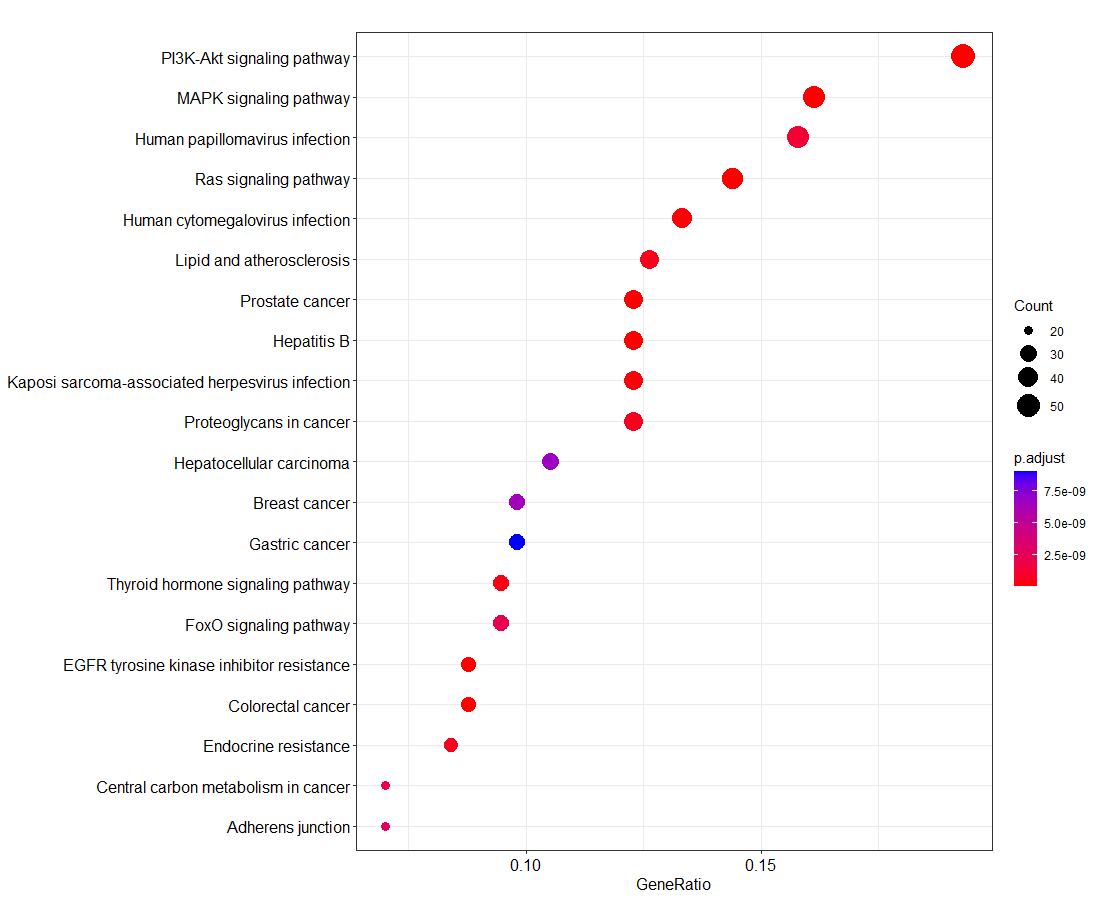 PI3K-Akt signaling pathway
MAPK signaling pathway
Human papillomavirus infection
Ras signaling pathway
Human cytomegalovirus infection
Lipid and atherosclerosis
Prostate cancer
Hepatitis B
Kaposi sarcoma-associated herpesvirus infection
Proteoglycans in cancer
Hepatocellular carcinoma
Breast cancer
Gastric cancer
Thyroid hormone signaling pathway
FoxO signaling pathway
EGFR tyrosine kinase inhibitor resistance
Colorectal cancer
Endocrine resistance
Central carbon metabolism in cancer
Adherens junction
0.10 0.15
GeneRatio
Count
20
30
40
50
p.adjust
7.5e-09
5.0e-09
2.5e-09